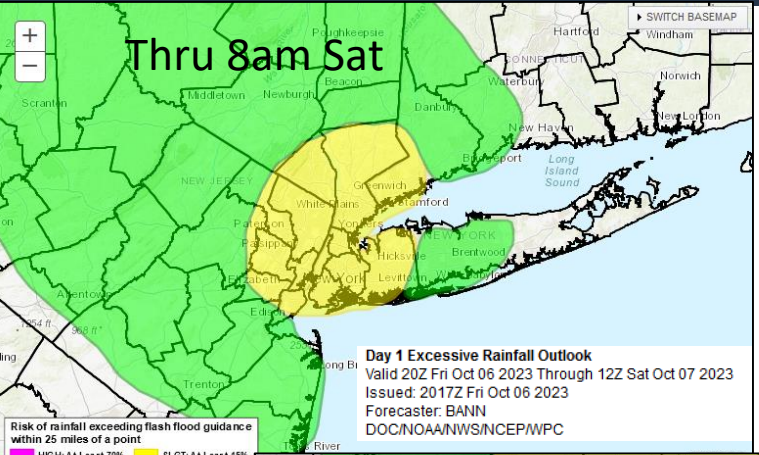 +
−
Thru 8am Sat
SWITCH BASEMAP
Poughkeepsie
Hartford
Windham
CONNECTICUT
Waterbury
Norwich
Scranton
Middletown
Newburgh
Beacon
Danbury
New London
New Haven
Bridgeport
Long
Island
Sound
NEW JERSEY
Greenwich
White Plains
Stamford
Paterson
Yonkers
NEW YORK
Hicksville
Brentwood
Elizabeth
New York
Levittown
Allentown
Edison
Trenton
Day 1 Excessive Rainfall Outlook
Valid 20Z Fri Oct 06 2023 Through 12Z Sat Oct 07 2023
Issued: 2017Z Fri Oct 06 2023
Forecaster: BANN
DOC/NOAA/NWS/NCEP/WPC
Risk of rainfall exceeding flash flood guidance
within 25 miles of a point
River